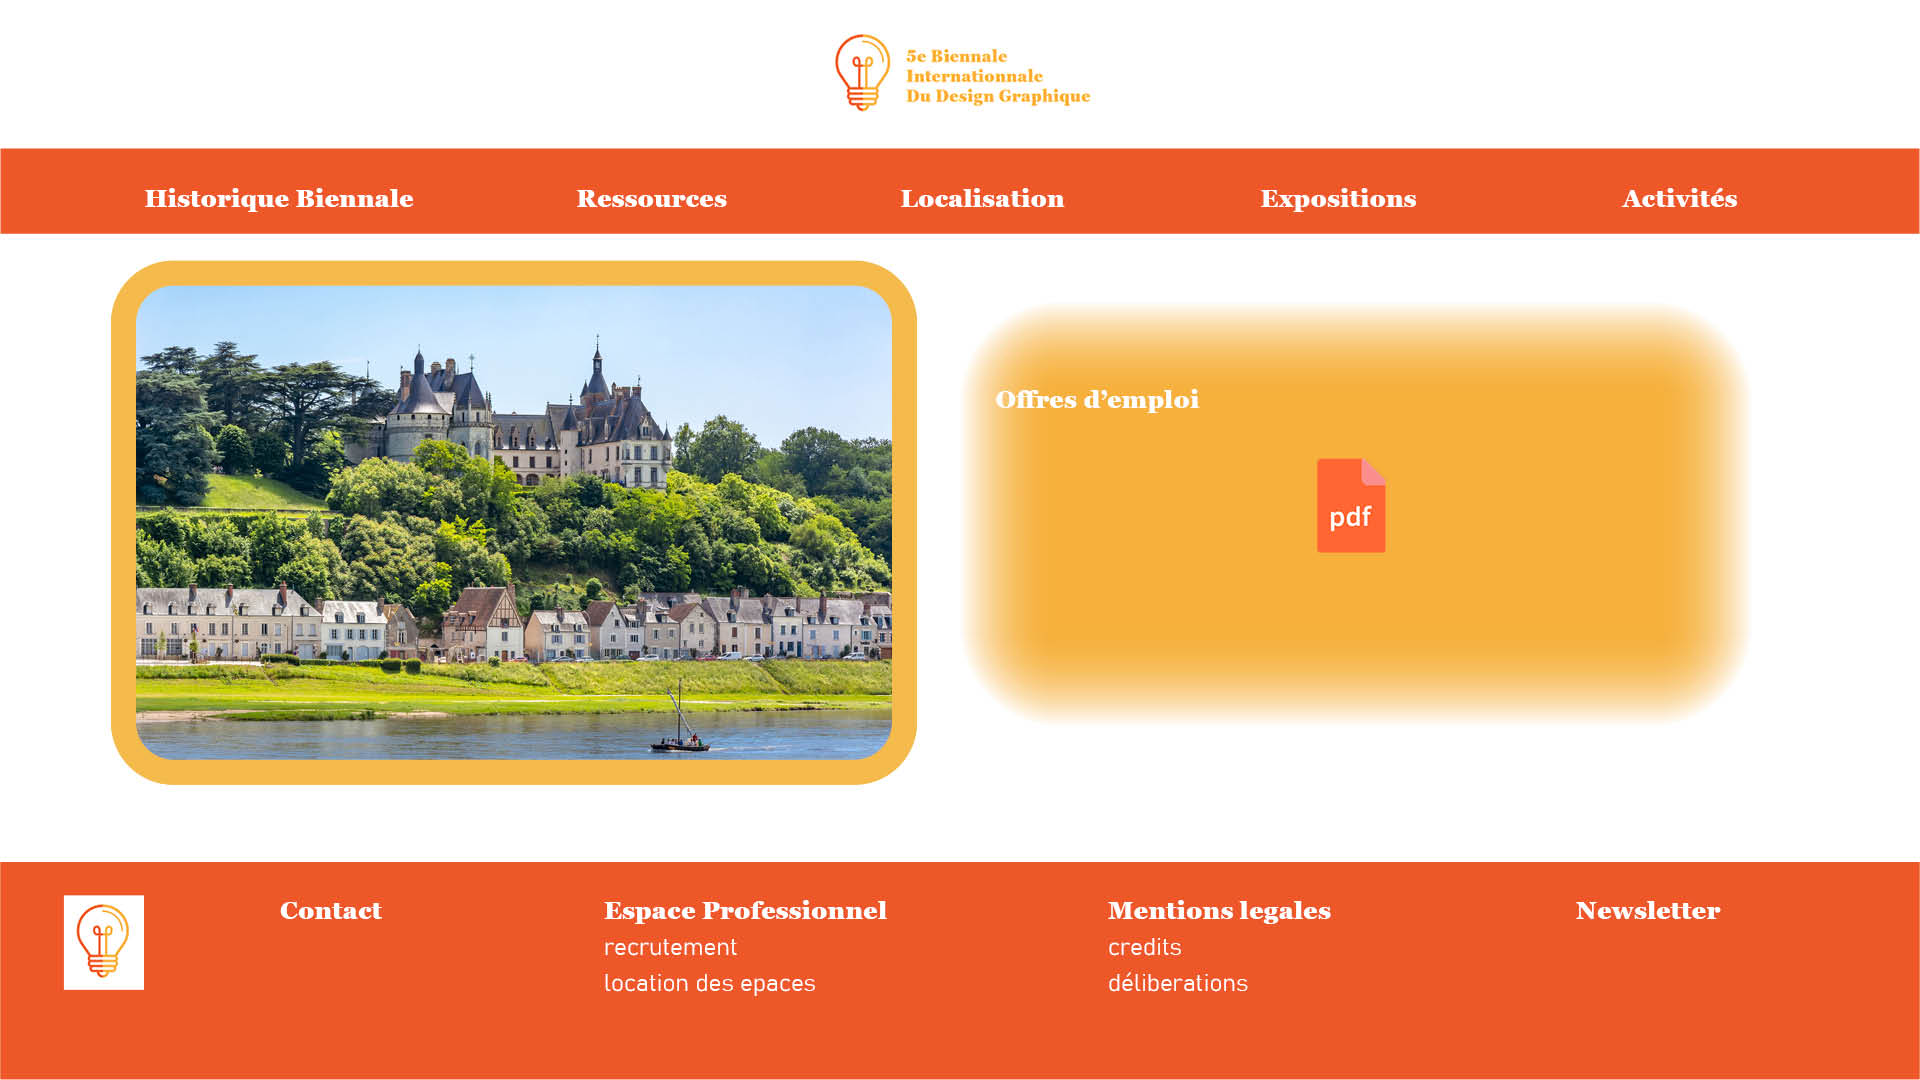 5e Biennale
Internationnale
Du Design Graphique
Historique Biennale
Ressources
Localisation
Expositions
Activités
Offres d’emploi
pdf
Contact
Espace Professionnel
recrutement
location des epaces
Mentions legales
credits
déliberations
Newsletter